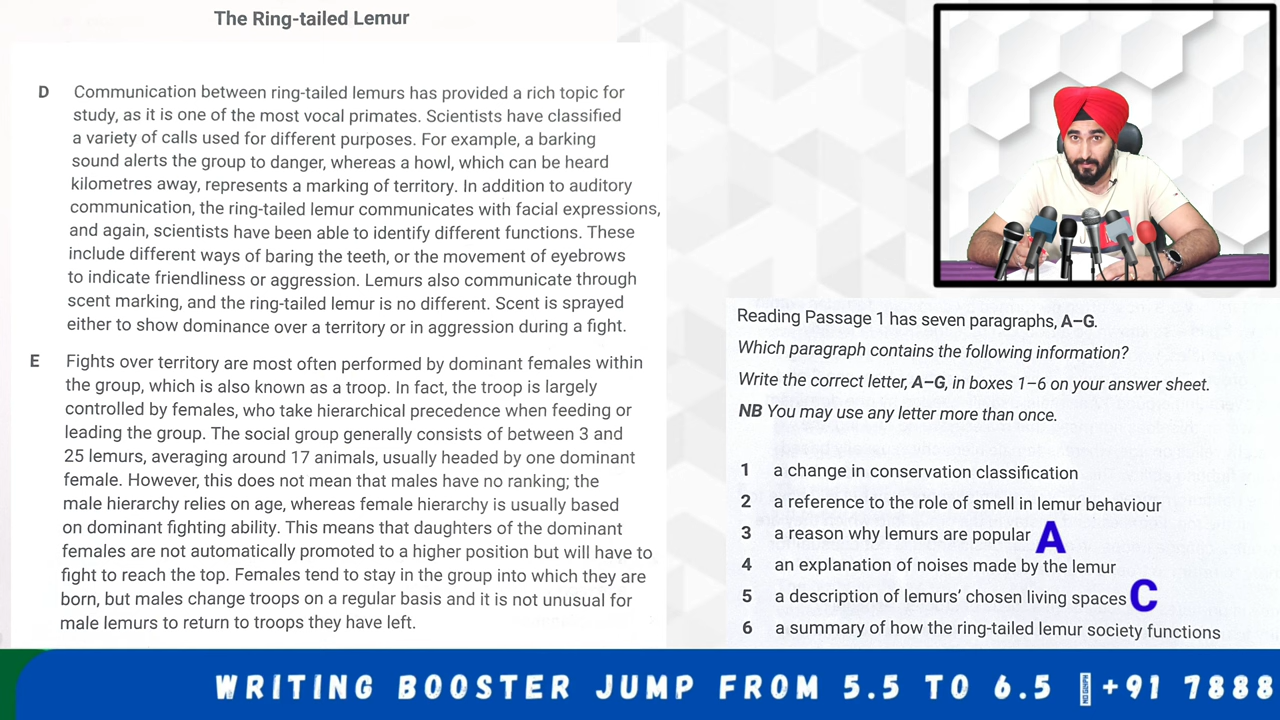 The Ring-tailed Lemur
D Communication between ring-tailed lemurs has provided a rich topic for
study, as it is one of the most vocal primates. Scientists have classified
a variety of calls used for different purposes. For example, a barking
sound alerts the group to danger, whereas a howl, which can be heard
kilometres away, represents a marking of territory. In addition to auditory
communication, the ring-tailed lemur communicates with facial expressions,
and again, scientists have been able to identify different functions. These
include different ways of baring the teeth, or the movement of eyebrows
to indicate friendliness or aggression. Lemurs also communicate through
scent marking, and the ring-tailed lemur is no different. Scent is sprayed
either to show dominance over a territory or in aggression during a fight.
E Fights over territory are most often performed by dominant females within
the group, which is also known as a troop. In fact, the troop is largely
controlled by females, who take hierarchical precedence when feeding or
leading the group. The social group generally consists of between 3 and
25 lemurs, averaging around 17 animals, usually headed by one dominant
female. However, this does not mean that males have no ranking; the
male hierarchy relies on age, whereas female hierarchy is usually based
on dominant fighting ability. This means that daughters of the dominant
females are not automatically promoted to a higher position but will have to
fight to reach the top. Females tend to stay in the group into which they are
born, but males change troops on a regular basis and it is not unusual for
male lemurs to return to troops they have left.
Reading Passage 1 has seven paragraphs, A–G.
Which paragraph contains the following information?
Write the correct letter, A–G, in boxes 1–6 on your answer sheet.
NB You may use any letter more than once.
1 a change in conservation classification
2 a reference to the role of smell in lemur behaviour
3 a reason why lemurs are popular A
4 an explanation of noises made by the lemur
5 a description of lemurs' chosen living spaces C
6 a summary of how the ring-tailed lemur society functions
WRITING BOOSTER JUMP FROM 5.5 TO 6.5 +91 7888